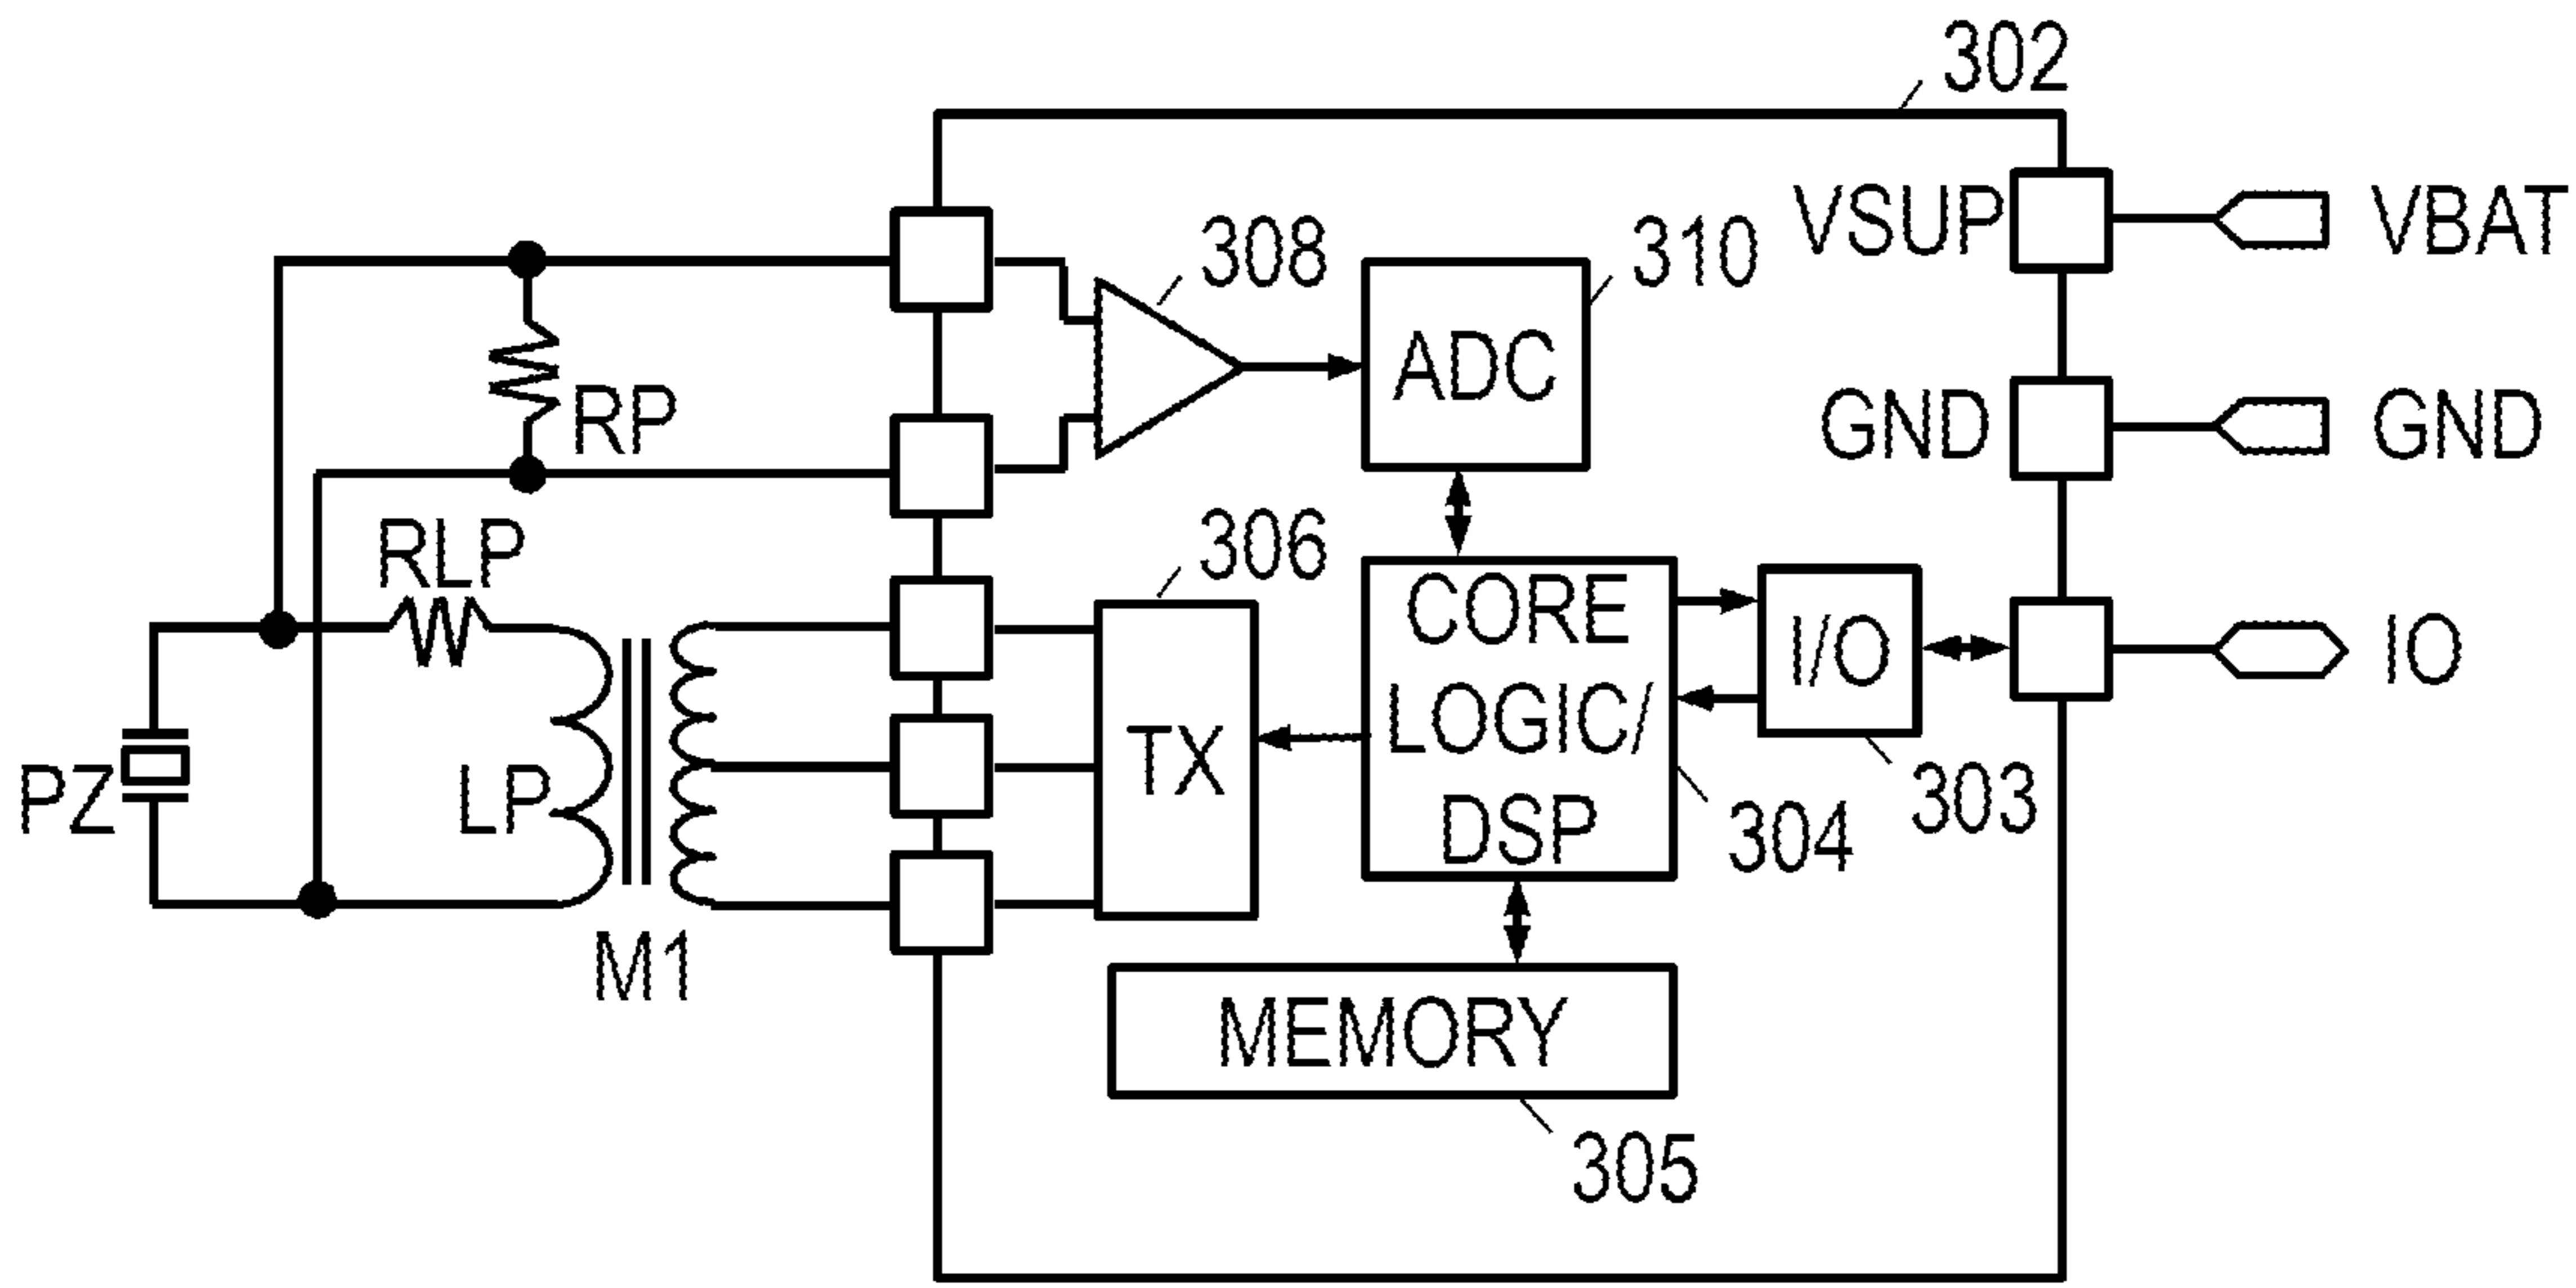 302
VSUP
VBAT
308
310
ADC
GND
GND
RP
RLP
306
CORE
LOGIC/
DSP
I/O
IO
TX
PZ
LP
304
303
M1
MEMORY
305